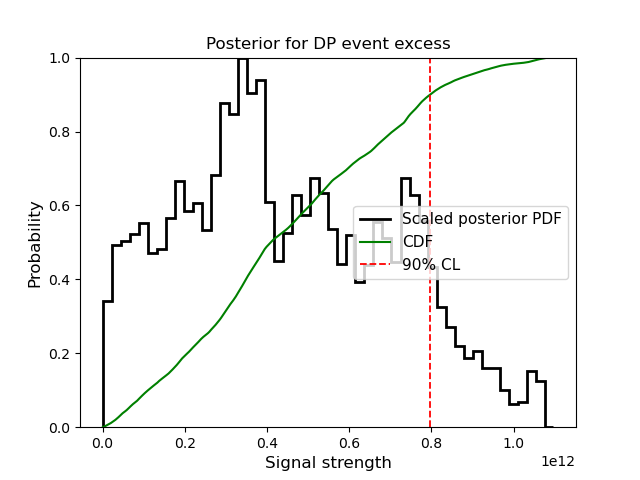 Posterior for DP event excess
1.0
0.8
0.6
0.4
0.2
0.0
Probability
Scaled posterior PDF
CDF
90% CL
0.0 0.2 0.4 0.6 0.8 1.0
1e12
Signal strength